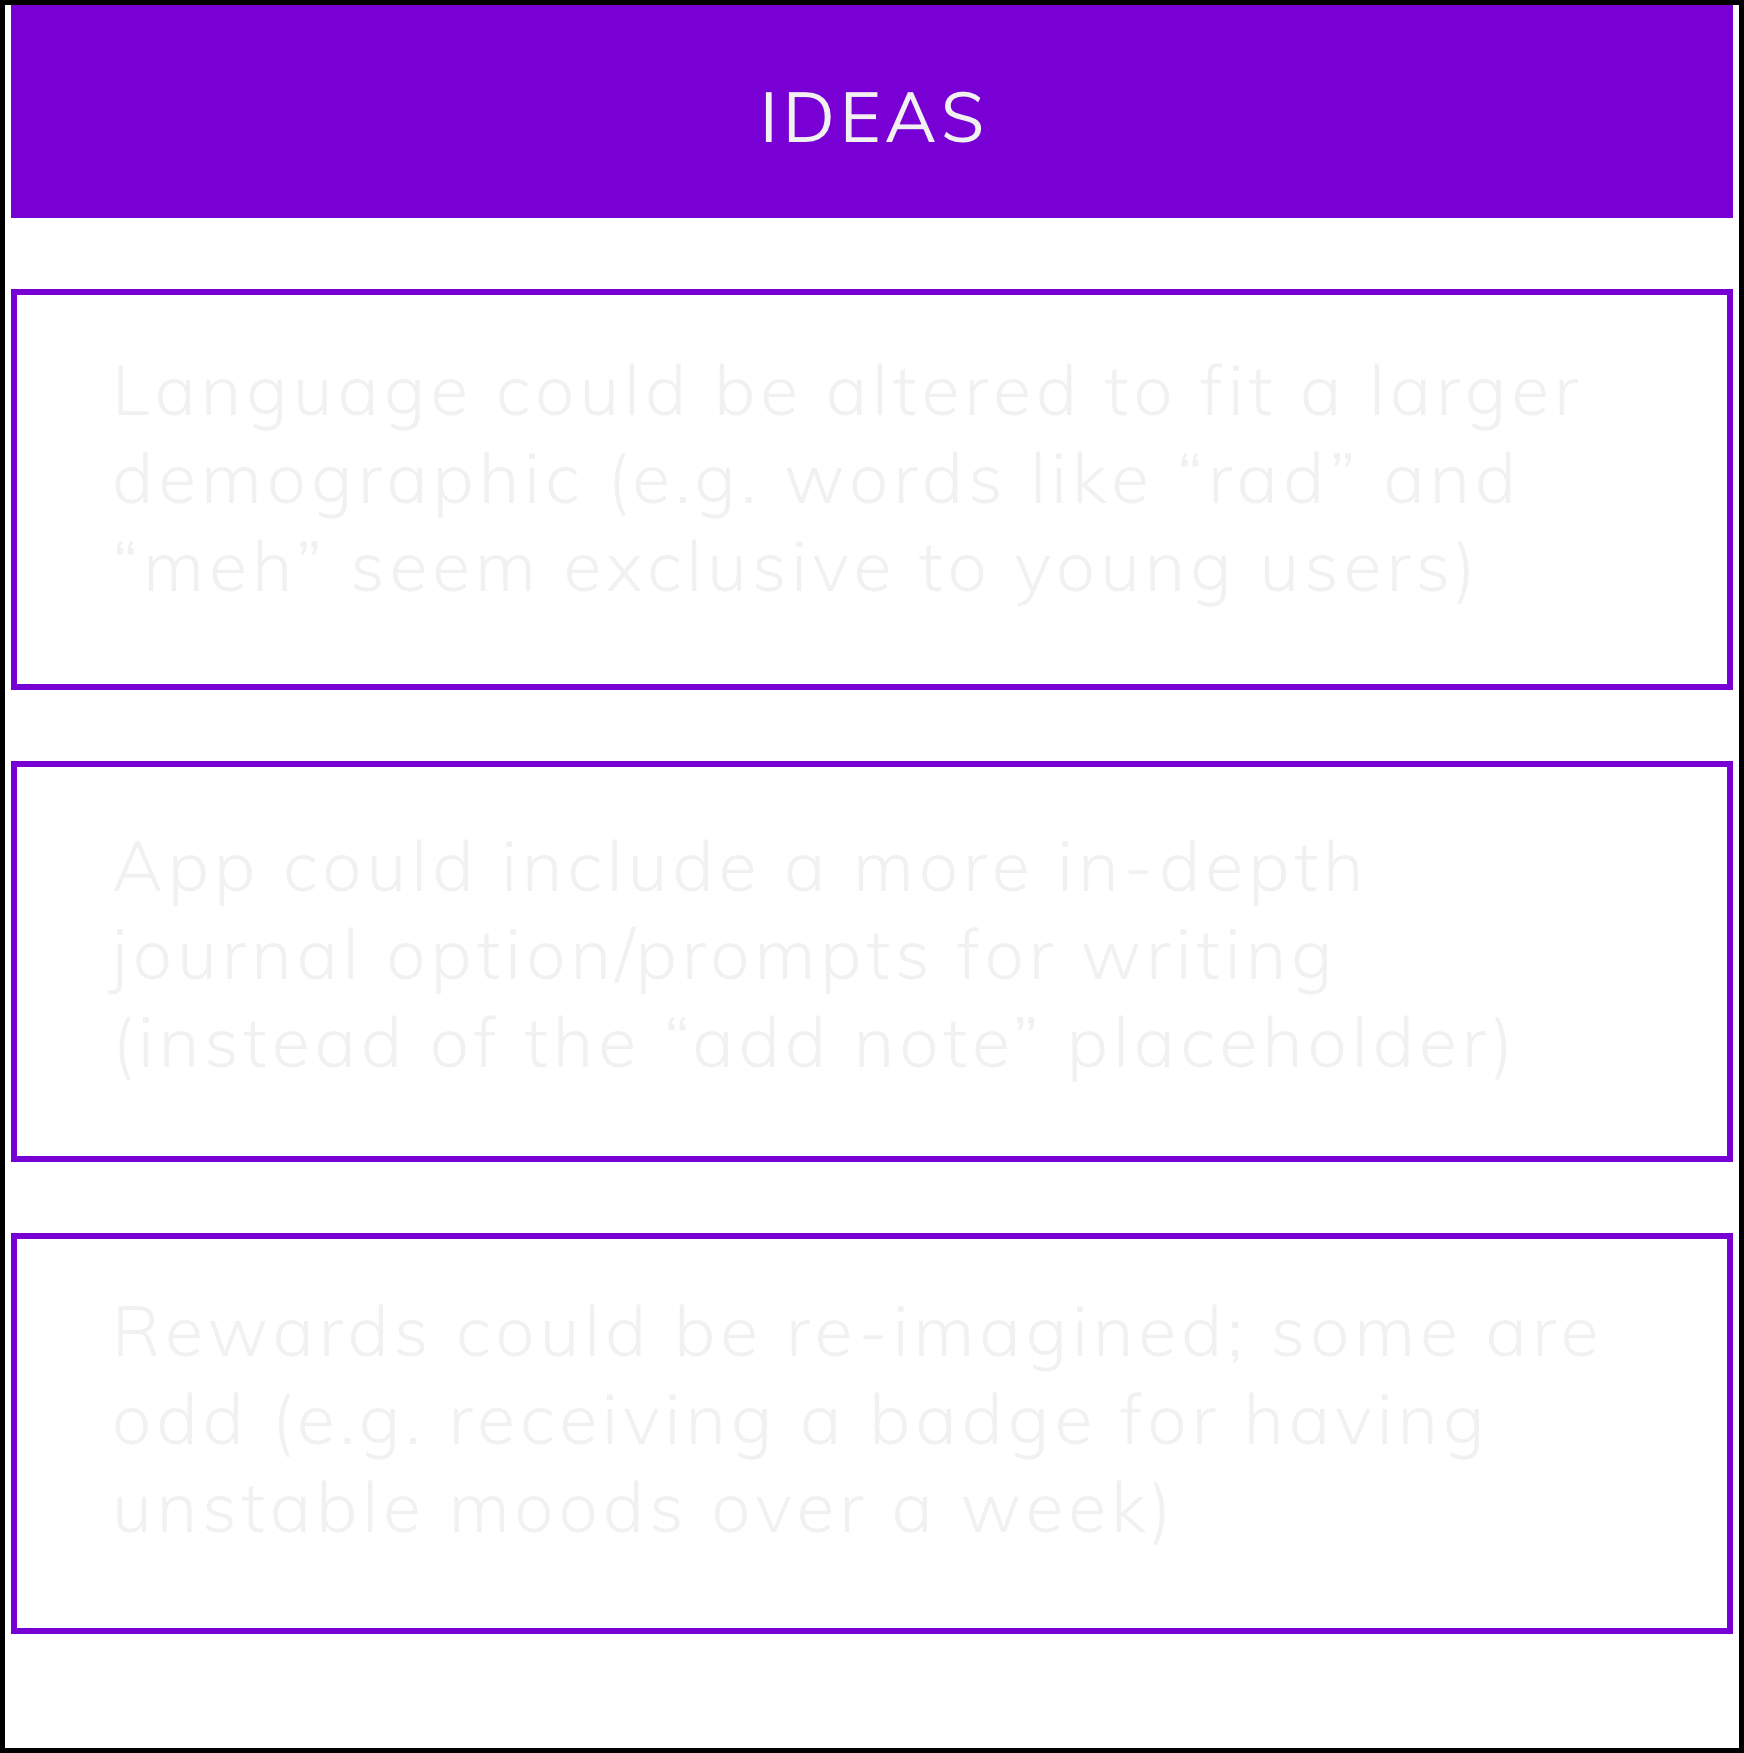 IDEAS
Language could be altered to fit a larger
demographic (e.g. words like “rad” and
“meh” seem exclusive to young users)
App could include a more in-depth
journal option/prompts for writing
(instead of the “add note” placeholder)
Rewards could be re-imagined; some are
odd (e.g. receiving a badge for having
unstable moods over a week)